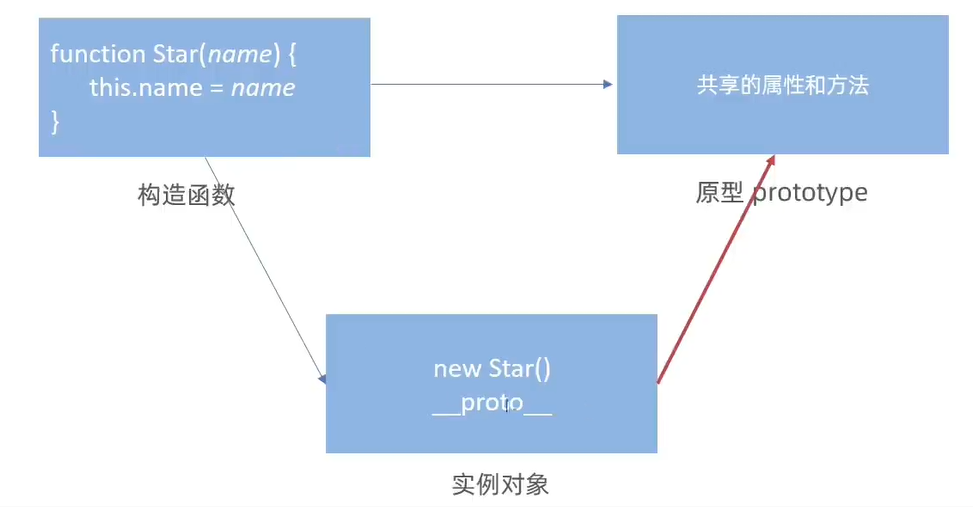 function Star(name) {
this.name = name
}
共享的属性和方法
构造函数
原型 prototype
new Star()
__proto__
实例对象